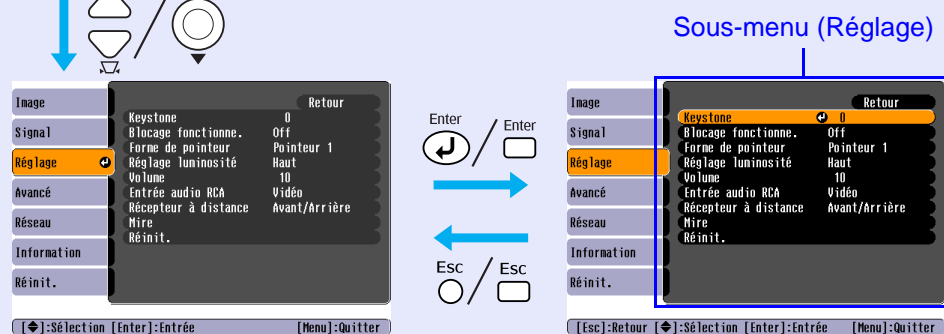 Sous-menu (Réglage)
Image
Signal
Réglage
Avancé
Réseau
Information
Réinit.
Retour
Keystone 0
Blocage fonctionne. Off
Forme de pointeur Pointeur 1
Réglage luminosité Haut
Volume 10
Entrée audio RCA Vidéo
Récepteur à distance Avant/Arrière
Mire
Réinit.
[ ]:Sélection [Enter]:Entrée [Menu]:Quitter
Enter Enter
Esc Esc
Image
Signal
Réglage
Avancé
Réseau
Information
Réinit.
Retour
Keystone 0
Blocage fonctionne. Off
Forme de pointeur Pointeur 1
Réglage luminosité Haut
Volume 10
Entrée audio RCA Vidéo
Récepteur à distance Avant/Arrière
Mire
Réinit.
[Esc]:Retour [ ]:Sélection [Enter]:Entrée [Menu]:Quitter